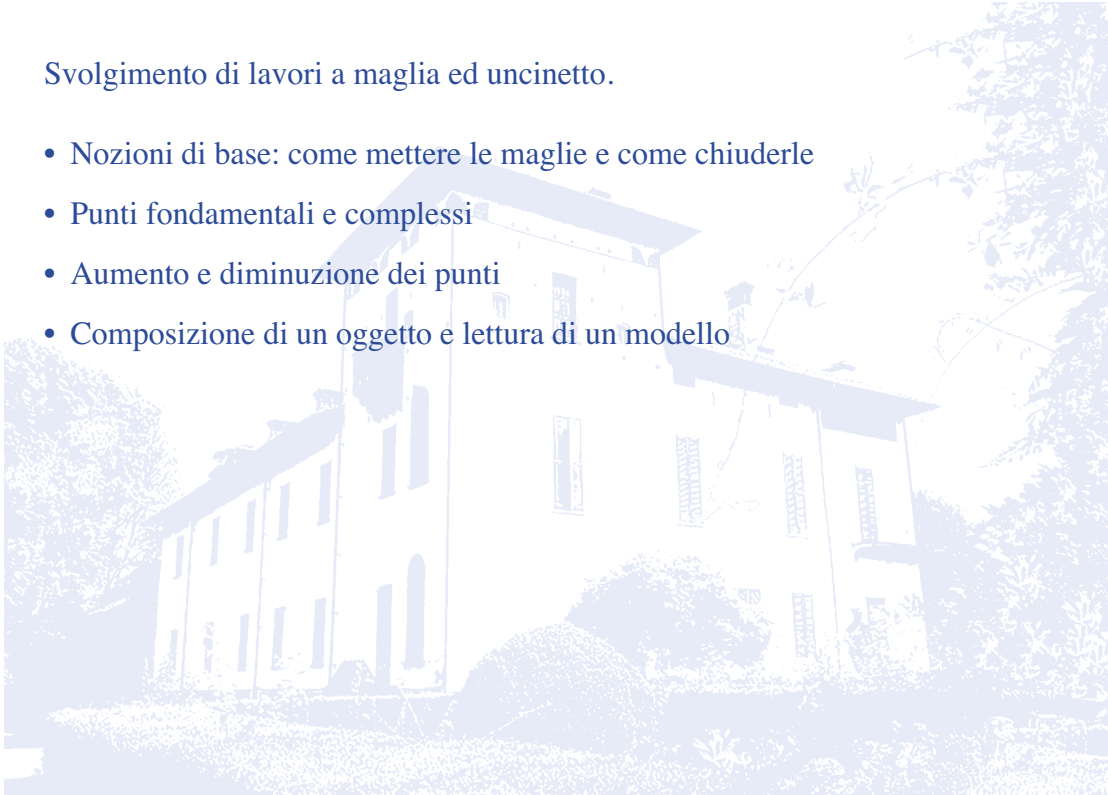 Svolgimento di lavori a maglia ed uncinetto.
• Nozioni di base: come mettere le maglie e come chiuderle
• Punti fondamentali e complessi
• Aumento e diminuzione dei punti
• Composizione di un oggetto e lettura di un modello